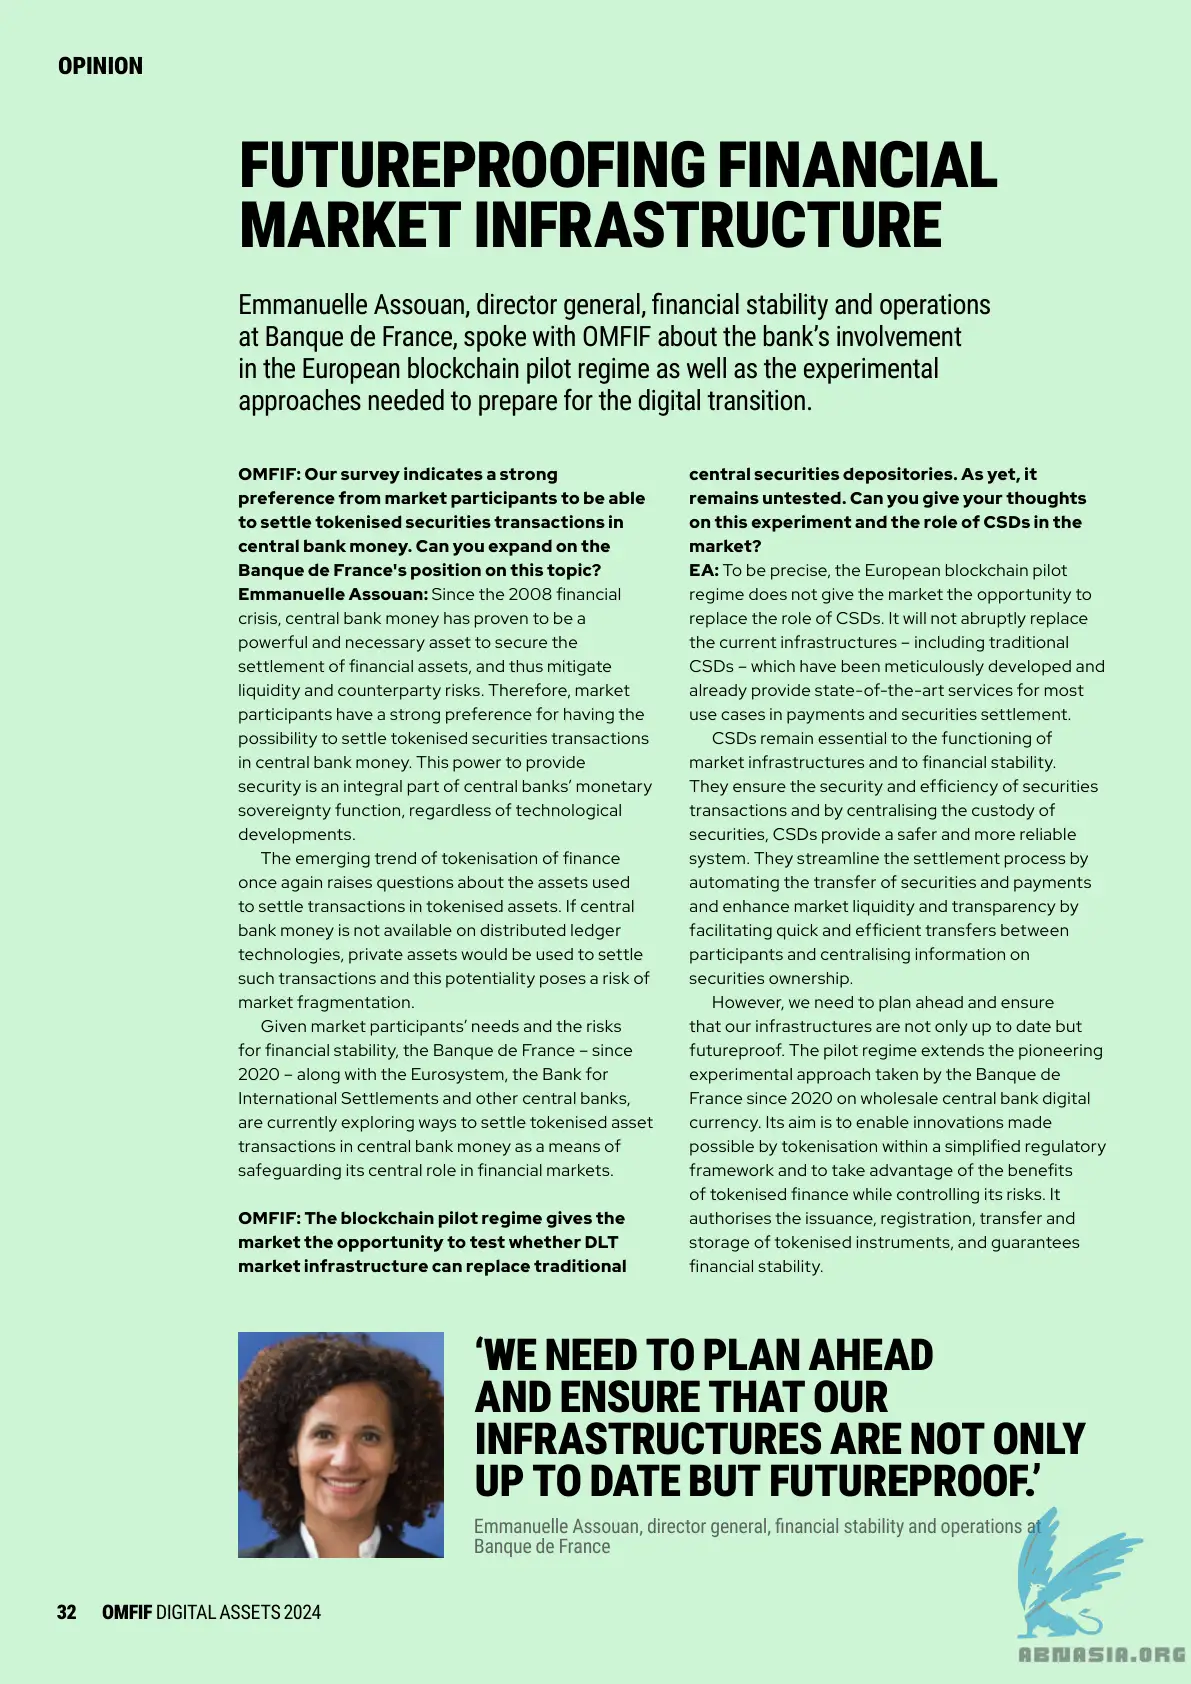 OPINION
FUTUREPROOFING FINANCIAL
MARKET INFRASTRUCTURE
Emmanuelle Assouan, director general, financial stability and operations
at Banque de France, spoke with OMFIF about the bank’s involvement
in the European blockchain pilot regime as well as the experimental
approaches needed to prepare for the digital transition.
OMFIF: Our survey indicates a strong
preference from market participants to be able
to settle tokenised securities transactions in
central bank money. Can you expand on the
Banque de France's position on this topic?
Emmanuelle Assouan: Since the 2008 financial
crisis, central bank money has proven to be a
powerful and necessary asset to secure the
settlement of financial assets, and thus mitigate
liquidity and counterparty risks. Therefore, market
participants have a strong preference for having the
possibility to settle tokenised securities transactions
in central bank money. This power to provide
security is an integral part of central banks’ monetary
sovereignty function, regardless of technological
developments.
The emerging trend of tokenisation of finance
once again raises questions about the assets used
to settle transactions in tokenised assets. If central
bank money is not available on distributed ledger
technologies, private assets would be used to settle
such transactions and this potentiality poses a risk of
market fragmentation.
Given market participants’ needs and the risks
for financial stability, the Banque de France – since
2020 – along with the Eurosystem, the Bank for
International Settlements and other central banks,
are currently exploring ways to settle tokenised asset
transactions in central bank money as a means of
safeguarding its central role in financial markets.
OMFIF: The blockchain pilot regime gives the
market the opportunity to test whether DLT
market infrastructure can replace traditional
central securities depositories. As yet, it
remains untested. Can you give your thoughts
on this experiment and the role of CSDs in the
market?
EA: To be precise, the European blockchain pilot
regime does not give the market the opportunity to
replace the role of CSDs. It will not abruptly replace
the current infrastructures – including traditional
CSDs – which have been meticulously developed and
already provide state-of-the-art services for most
use cases in payments and securities settlement.
CSDs remain essential to the functioning of
market infrastructures and to financial stability.
They ensure the security and efficiency of securities
transactions and by centralising the custody of
securities, CSDs provide a safer and more reliable
system. They streamline the settlement process by
automating the transfer of securities and payments
and enhance market liquidity and transparency by
facilitating quick and efficient transfers between
participants and centralising information on
securities ownership.
However, we need to plan ahead and ensure
that our infrastructures are not only up to date but
futureproof. The pilot regime extends the pioneering
experimental approach taken by the Banque de
France since 2020 on wholesale central bank digital
currency. Its aim is to enable innovations made
possible by tokenisation within a simplified regulatory
framework and to take advantage of the benefits
of tokenised finance while controlling its risks. It
authorises the issuance, registration, transfer and
storage of tokenised instruments, and guarantees
financial stability.
‘WE NEED TO PLAN AHEAD
AND ENSURE THAT OUR
INFRASTRUCTURES ARE NOT ONLY
UP TO DATE BUT FUTUREPROOF.’
Emmanuelle Assouan, director general, financial stability and operations at
Banque de France
32 OMFIF DIGITAL ASSETS 2024
ABNASIA.ORG